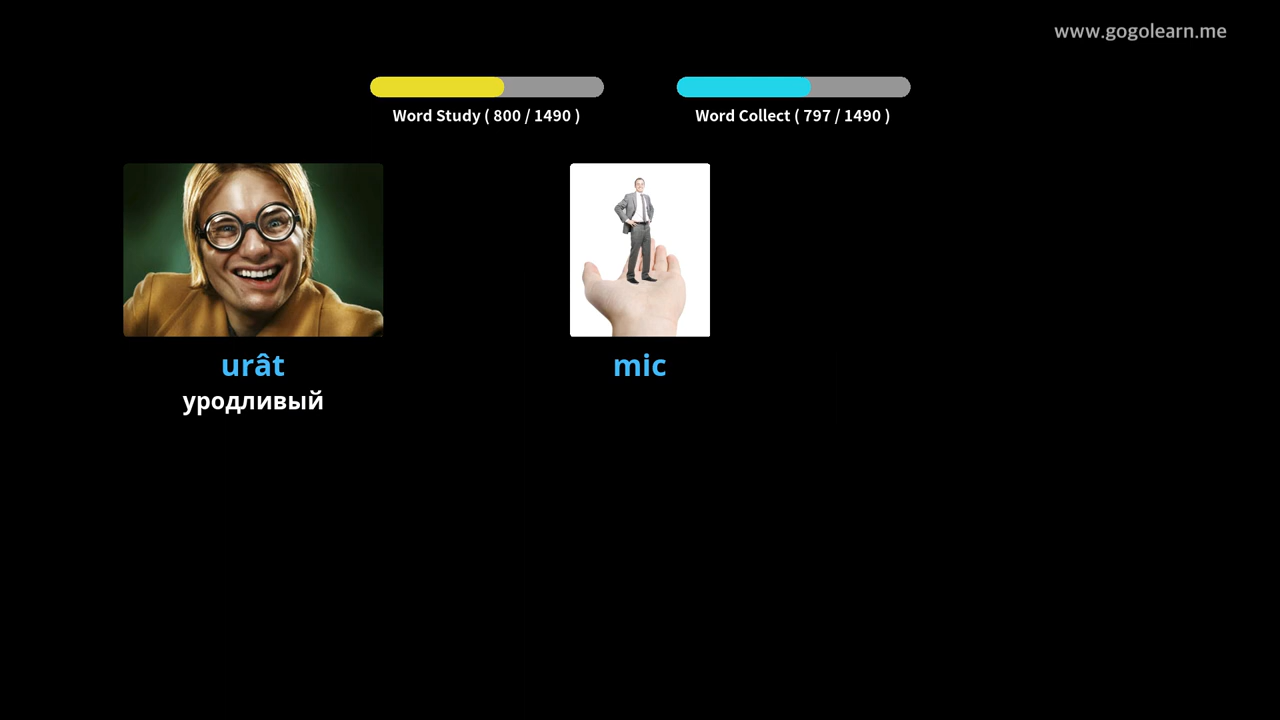 www.gogolearn.me
Word Study ( 800 / 1490 )
Word Collect ( 797 / 1490 )
urât
mic
уродливый